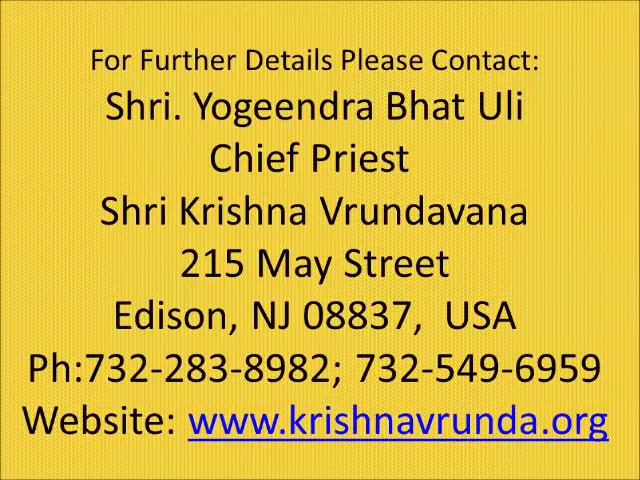 For Further Details Please Contact:
Shri. Yogeendra Bhat Uli
Chief Priest
Shri Krishna Vrundavana
215 May Street
Edison, NJ 08837,  USA
Ph:732-283-8982; 732-549-6959
Website: www.krishnavrunda.org